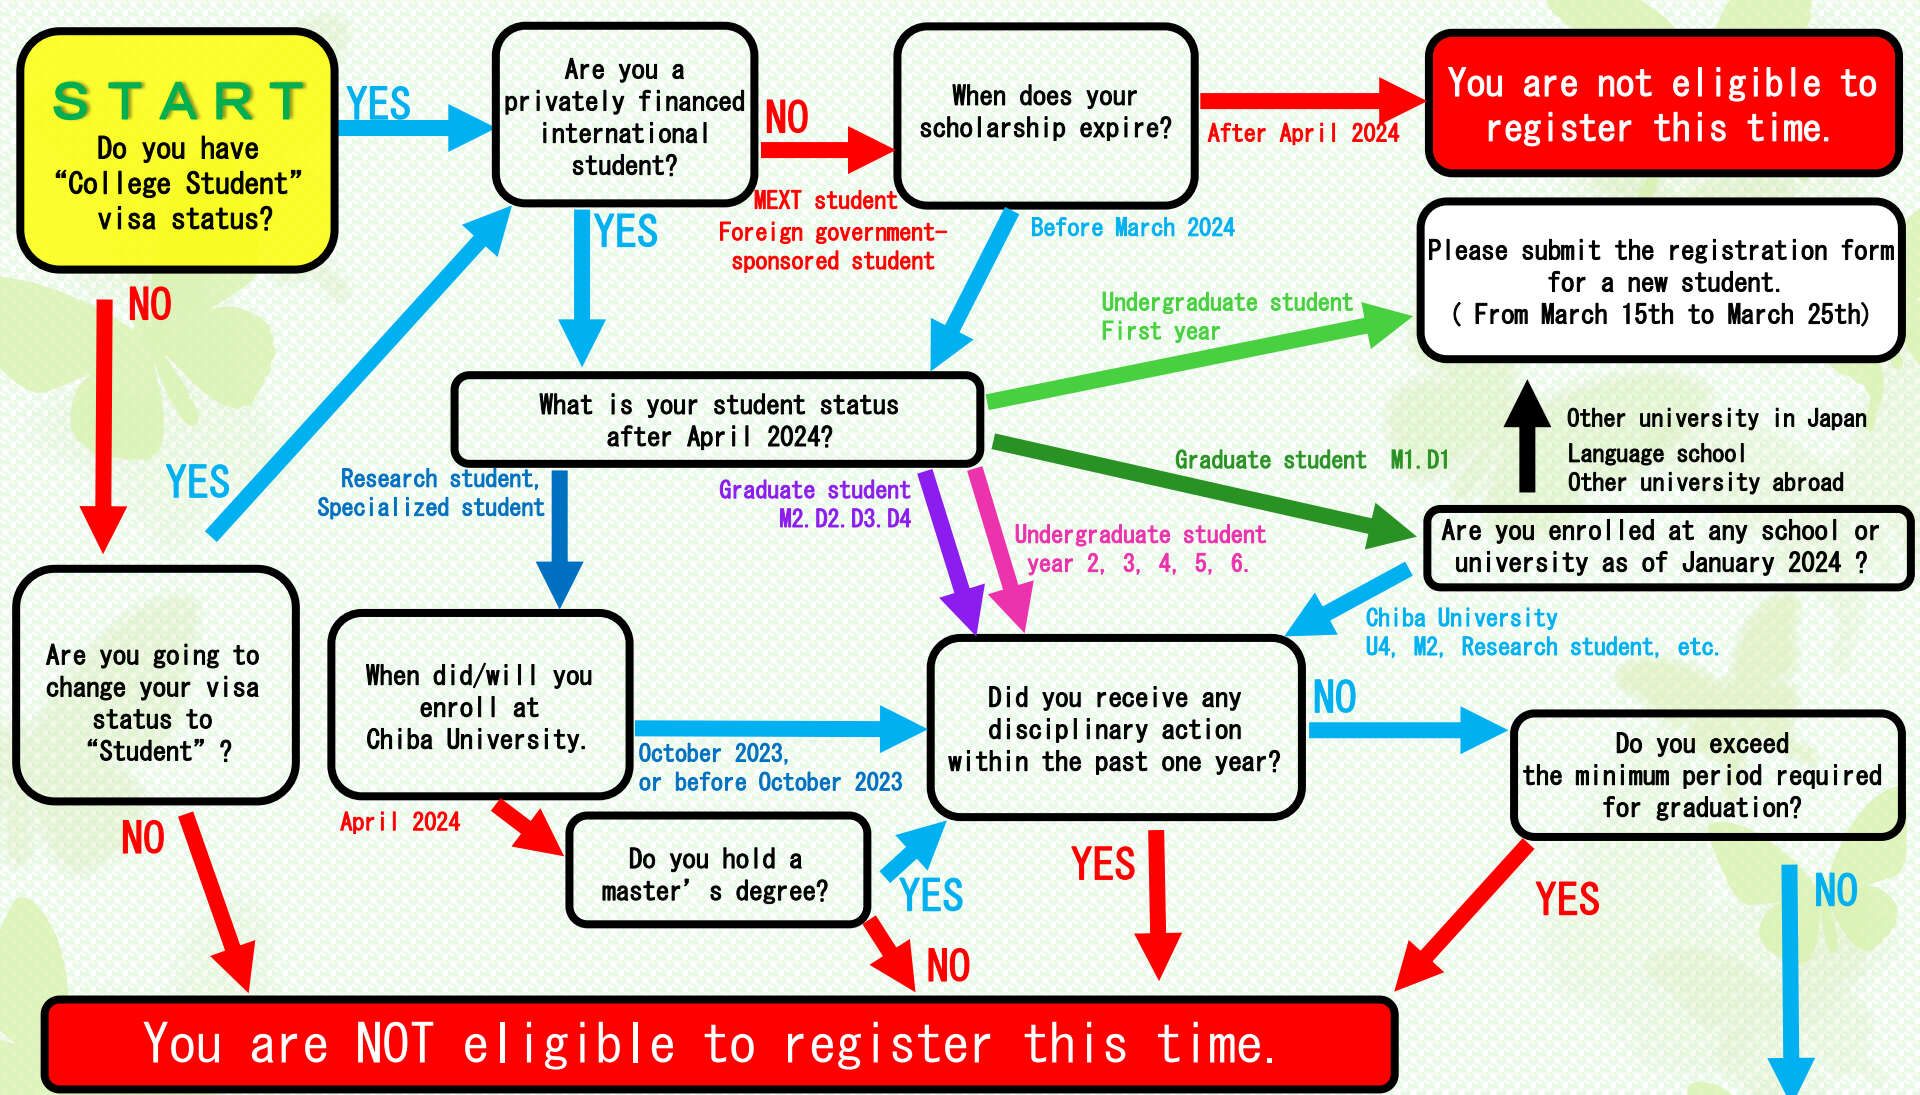 START
Do you have
“College Student”
visa status?
YES
NO
Are you a
privately financed
international
student?
NO
MEXT student
Foreign government-
sponsored student
YES
When does your
scholarship expire?
After April 2024
Before March 2024
You are not eligible to
register this time.
Please submit the registration form
for a new student.
( From March 15th to March 25th)
Undergraduate student
First year
What is your student status
after April 2024?
Other university in Japan
Language school
Other university abroad
Graduate student M1.D1
YES
Research student,
Specialized student
Graduate student
M2.D2.D3.D4
Undergraduate student
year 2, 3, 4, 5, 6.
Are you enrolled at any school or
university as of January 2024 ?
Chiba University
U4, M2, Research student, etc.
Are you going to
change your visa
status to
“Student” ?
NO
When did/will you
enroll at
Chiba University.
October 2023,
or before October 2023
April 2024
Did you receive any
disciplinary action
within the past one year?
NO
YES
Do you exceed
the minimum period required
for graduation?
YES
NO
Do you hold a
master’s degree?
YES
NO
You are NOT eligible to register this time.